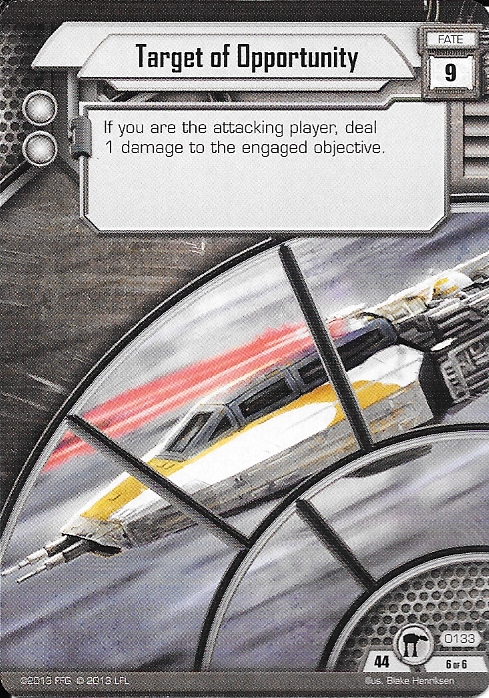 Target of Opportunity
FATE
9
If you are the attacking player, deal
1 damage to the engaged objective.
0133
44
6 of 6
©2013 FFG © 2013 LFL
Illus. Blake Henriksen